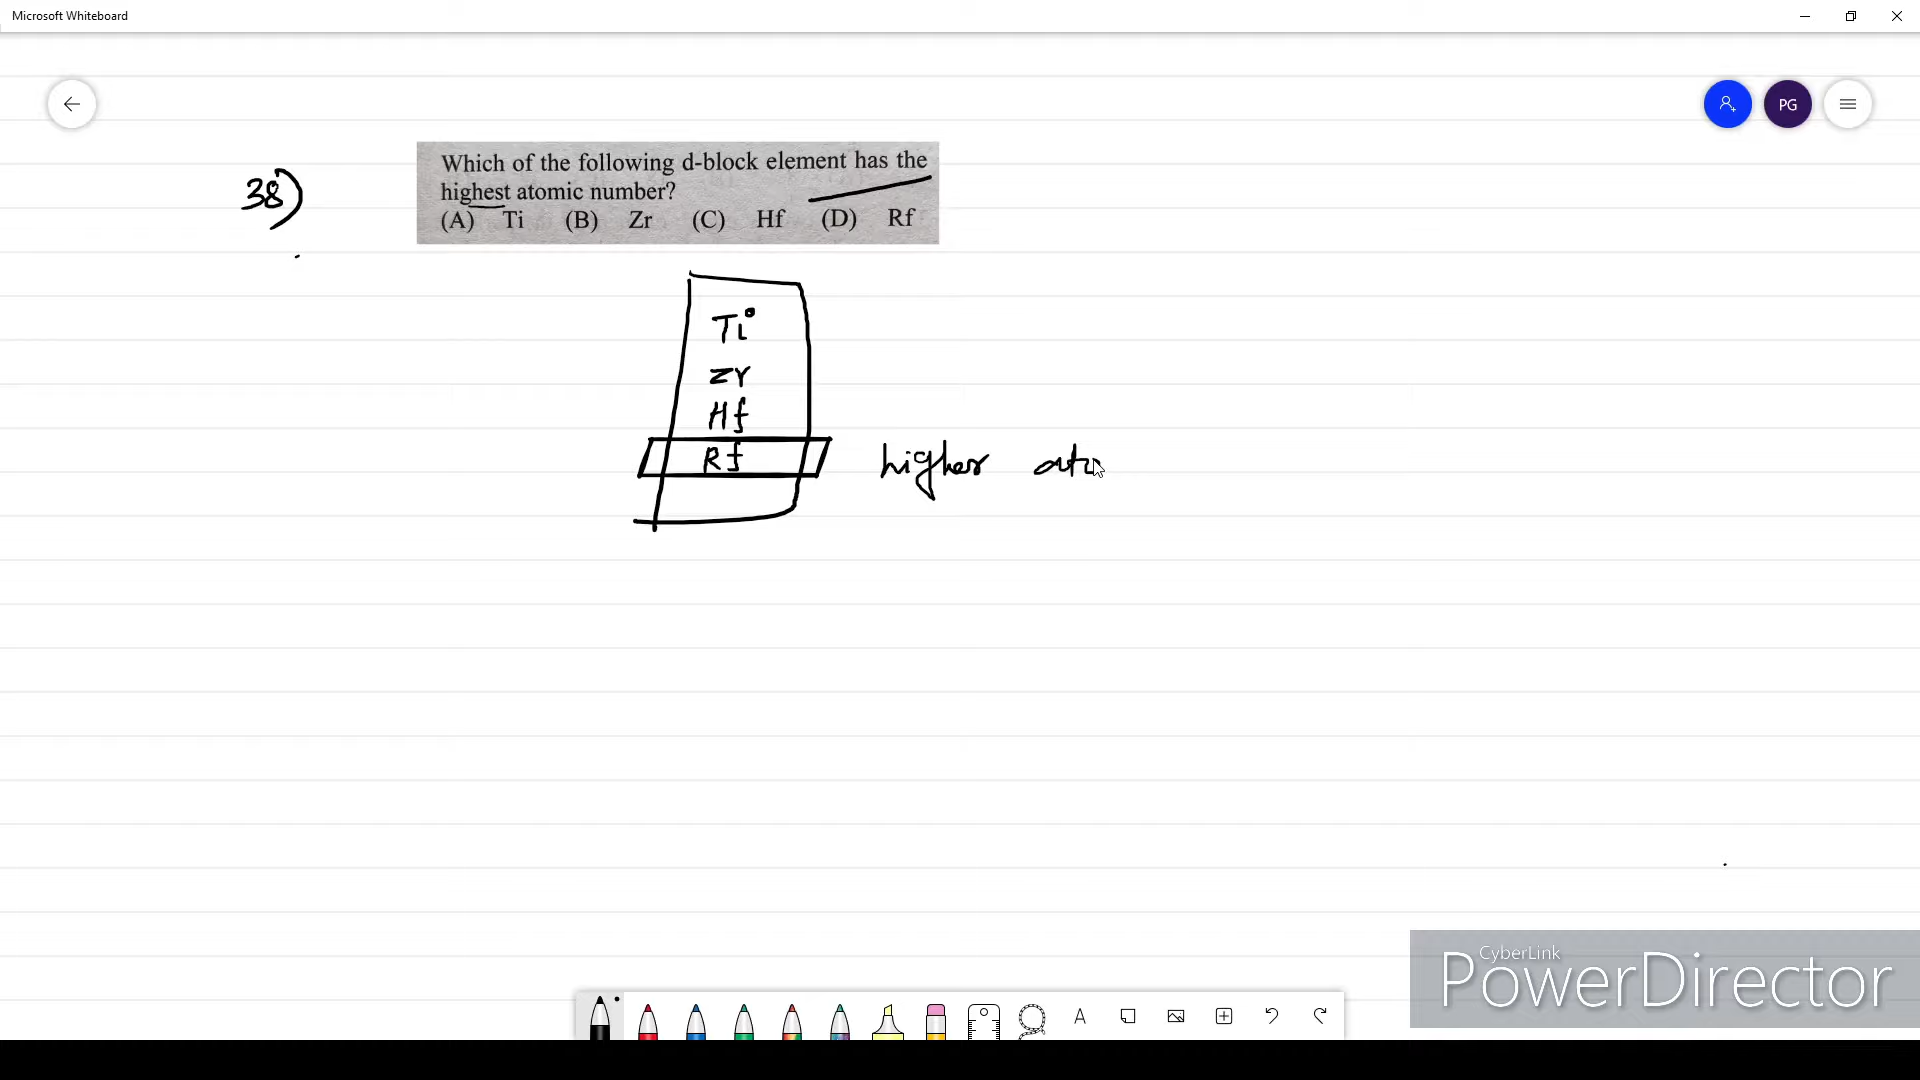 Microsoft Whiteboard
PG
38)
Which of the following d-block element has the
highest atomic number?
(A) Ti (B) Zr (C) Hf (D) Rf
Ti
Zr
Hf
Rf higher ato
A
CyberLink
PowerDirector